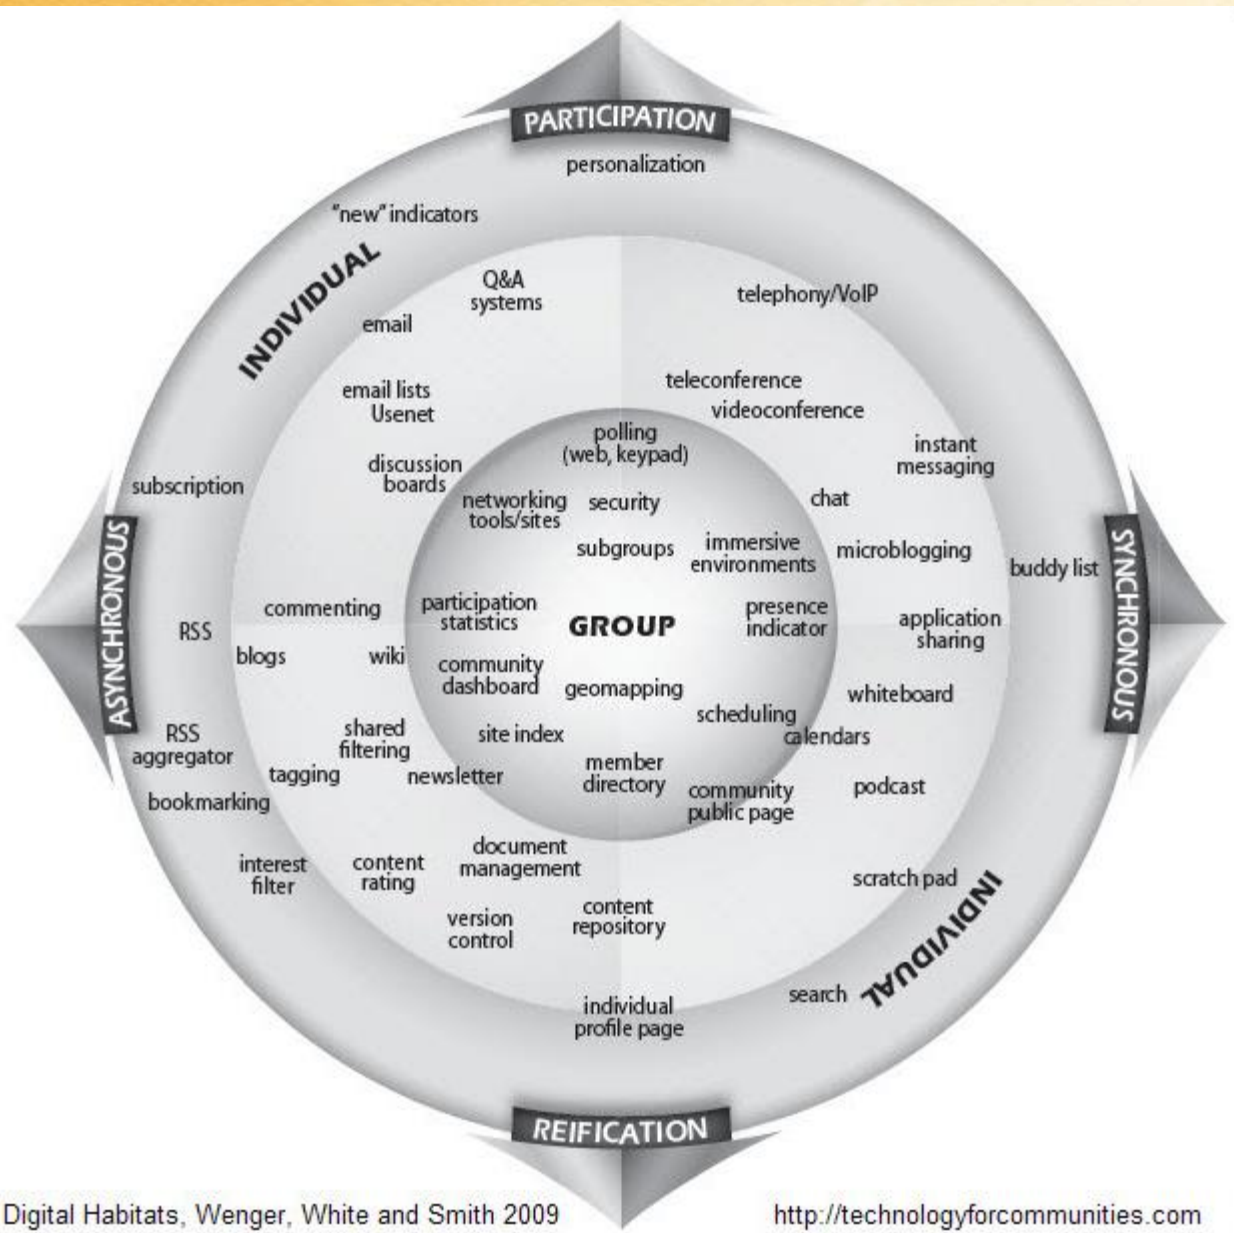 PARTICIPATION
personalization
"new" indicators
INDIVIDUAL
Q&A
systems
telephony/VoIP
email
teleconference
email lists
Usenet
videoconference
polling
(web, keypad)
instant
messaging
discussion
boards
subscription
networking
tools/sites
security
chat
subgroups
immersive
environments
microblogging
buddy list
ASYNCHRONOUS
SYNCHRONOUS
commenting
participation
statistics
GROUP
presence
indicator
application
sharing
RSS
blogs
wiki
community
dashboard
geomapping
whiteboard
scheduling
calendars
RSS
aggregator
shared
filtering
site index
tagging
newsletter
member
directory
community
public page
podcast
bookmarking
interest
filter
content
rating
document
management
scratch pad
version
control
content
repository
INDIVIDUAL
search
individual
profile page
REIFICATION
Digital Habitats, Wenger, White and Smith 2009
http://technologyforcommunities.com